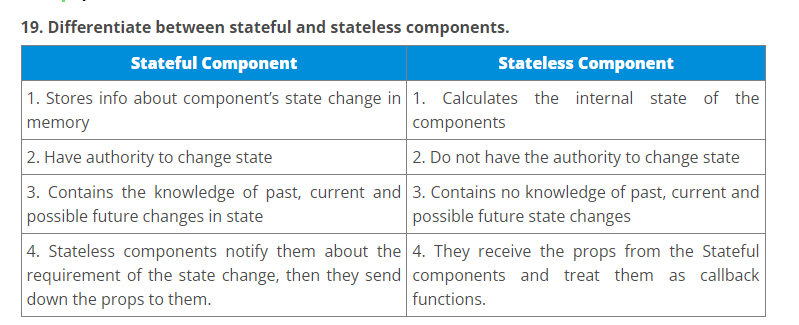 19. Differentiate between stateful and stateless components.
Stateful Component
Stateless Component
1. Stores info about component's state change in
memory
1. Calculates the internal state of the
components
2. Have authority to change state
2. Do not have the authority to change state
3. Contains the knowledge of past, current and
possible future changes in state
3. Contains no knowledge of past, current and
possible future state changes
4. Stateless components notify them about the
requirement of the state change, then they send
down the props to them.
4. They receive the props from the Stateful
components and treat them as callback
functions.